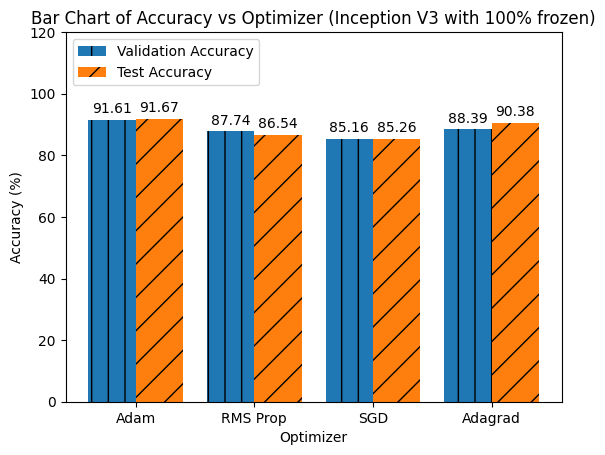 Bar Chart of Accuracy vs Optimizer (Inception V3 with 100% frozen)
Validation Accuracy
Test Accuracy
120
100
80
60
40
20
0
Accuracy (%)
91.61
91.67
87.74
86.54
85.16
85.26
88.39
90.38
Adam
RMS Prop
SGD
Adagrad
Optimizer